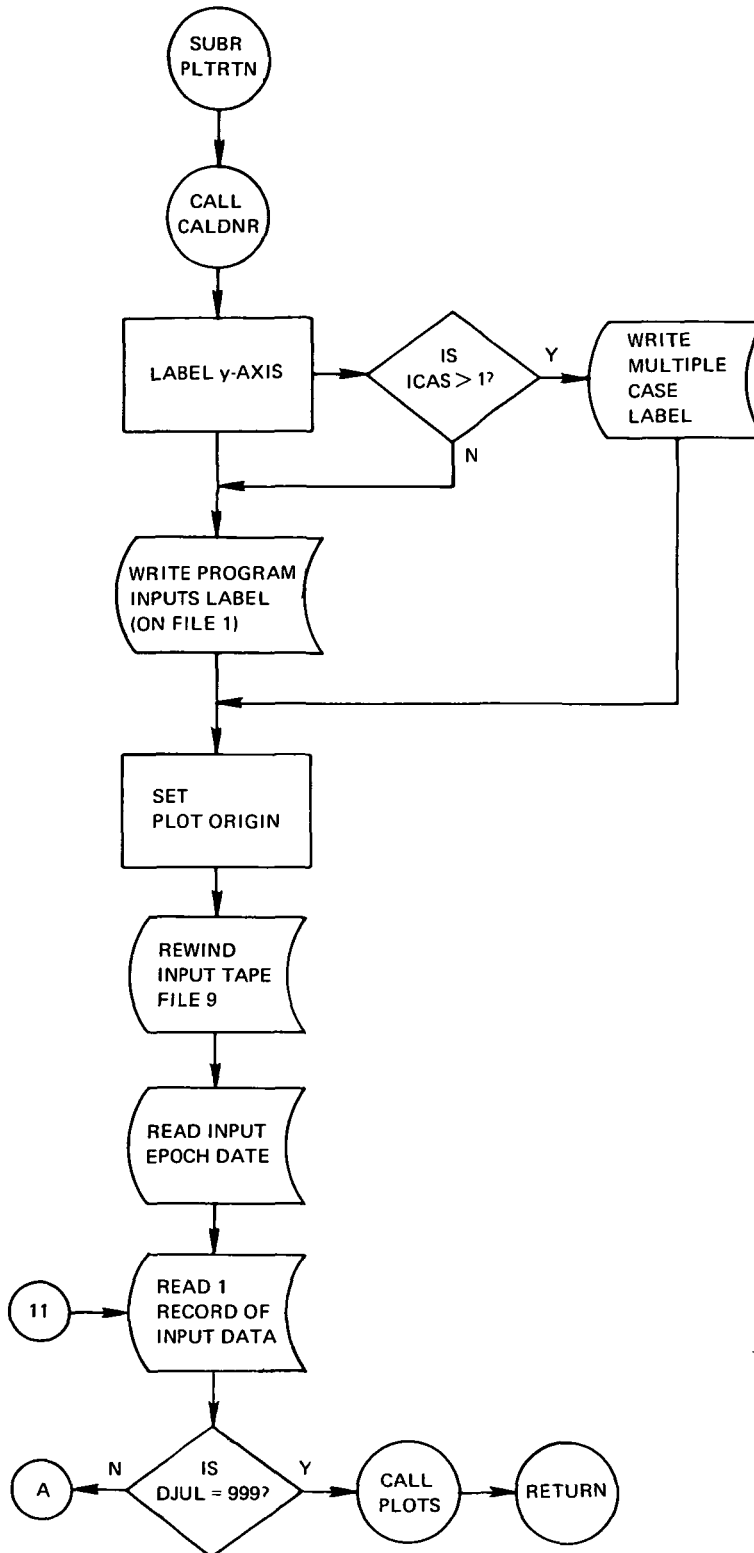 SUBR
PLTRTN
CALL
CALDNR
LABEL y-AXIS
IS
ICAS > 1?
Y
N
WRITE
MULTIPLE
CASE
LABEL
WRITE PROGRAM
INPUTS LABEL
(ON FILE 1)
SET
PLOT ORIGIN
REWIND
INPUT TAPE
FILE 9
READ INPUT
EPOCH DATE
11
READ 1
RECORD OF
INPUT DATA
A
N
IS
DJUL = 999?
Y
CALL
PLOTS
RETURN